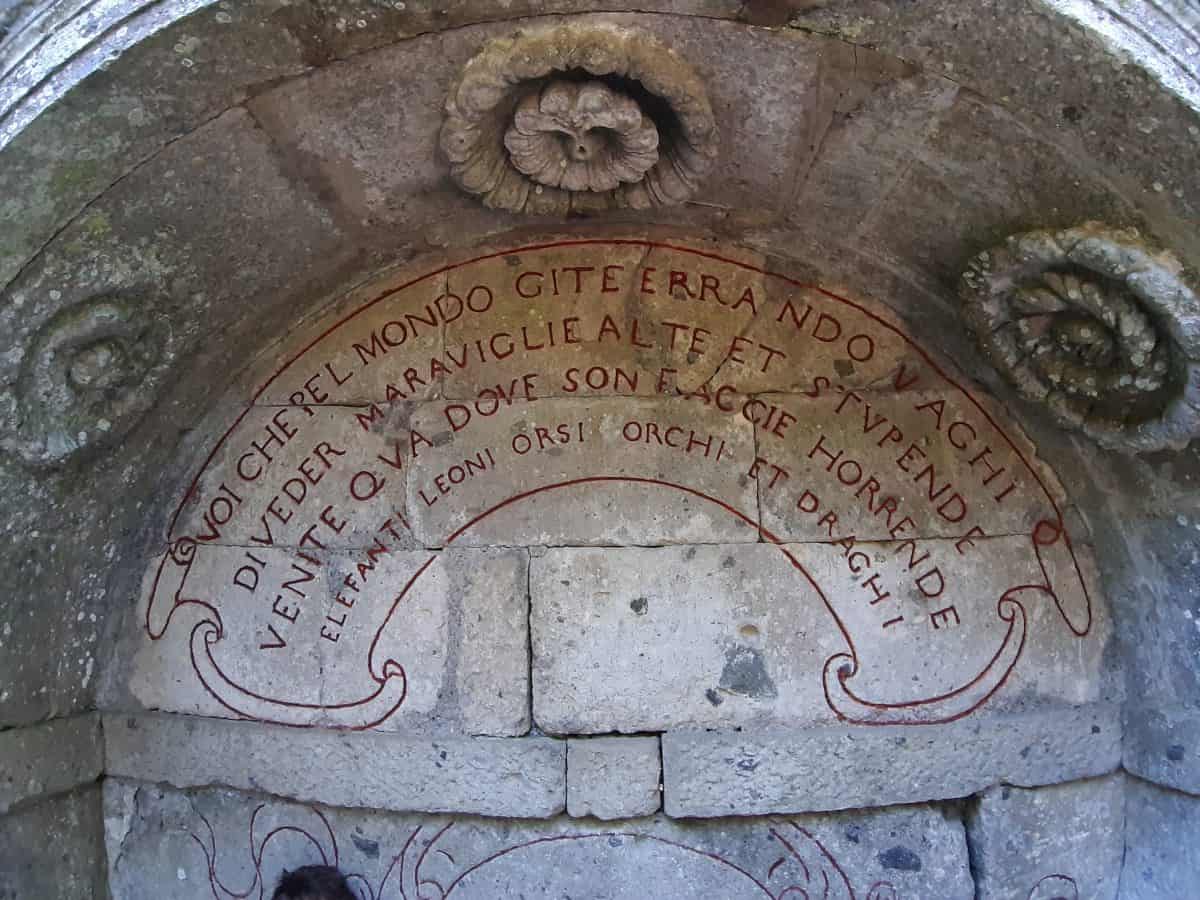 VOI CHE PEL MONDO GITE ERRANDO VAGHI
DI VEDER MARAVIGLIE ALTE ET STVPENDE
VENITE QVA DOVE SON FACCIE HORRENDE
ELEFANTI LEONI ORSI ORCHI ET DRAGHI